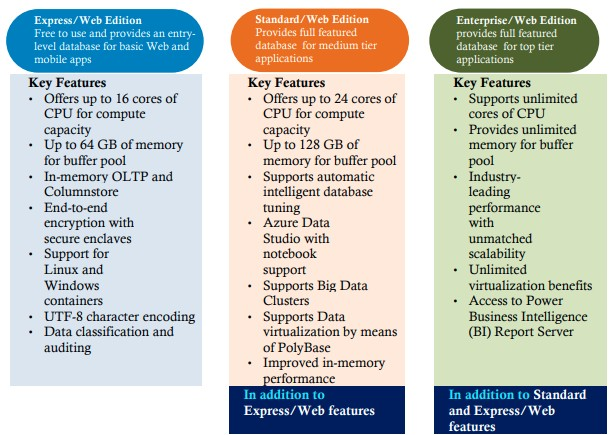 Express/Web Edition
Free to use and provides an entry-
level database for basic Web and
mobile apps
Key Features
• Offers up to 16 cores of
CPU for compute
capacity
• Up to 64 GB of memory
for buffer pool
• In-memory OLTP and
Columnstore
• End-to-end
encryption with
secure enclaves
• Support for
Linux and
Windows
containers
• UTF-8 character encoding
• Data classification and
auditing
Standard/Web Edition
Provides full featured
database for medium tier
applications
Key Features
• Offers up to 24 cores of
CPU for compute
capacity
• Up to 128 GB of
memory for buffer pool
• Supports automatic
intelligent database
tuning
• Azure Data
Studio with
notebook
support
• Supports Big Data
Clusters
• Supports Data
virtualization by means
of PolyBase
• Improved in-memory
performance
In addition to
Express/Web features
Enterprise/Web Edition
provides full featured
database for top tier
applications
Key Features
• Supports unlimited
cores of CPU
• Provides unlimited
memory for buffer
pool
• Industry-
leading
performance
with
unmatched
scalability
• Unlimited
virtualization benefits
• Access to Power
Business Intelligence
(BI) Report Server
In addition to Standard
and Express/Web
features